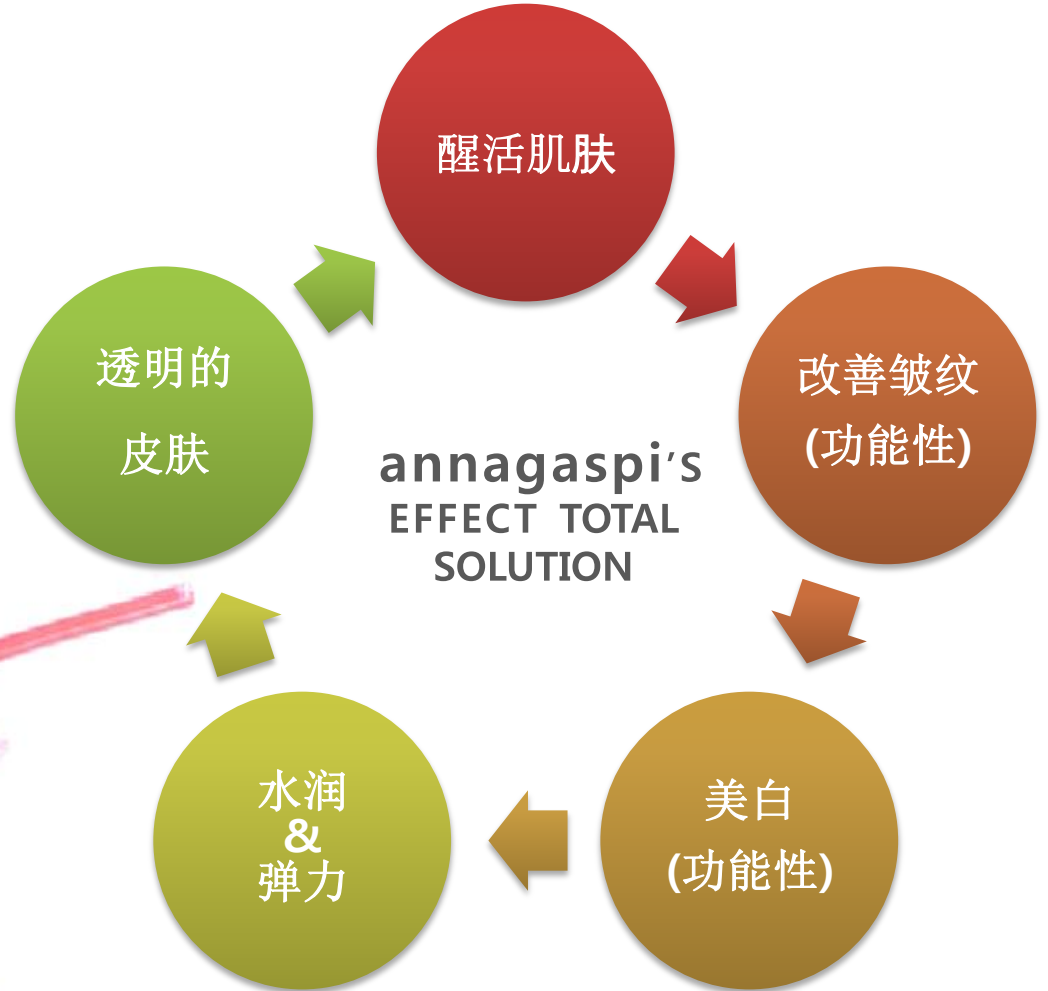 醒活肌肤
改善皱纹
(功能性)
美白
(功能性)
水润
&
弹力
透明的
皮肤
annagaspi's
EFFECT TOTAL
SOLUTION